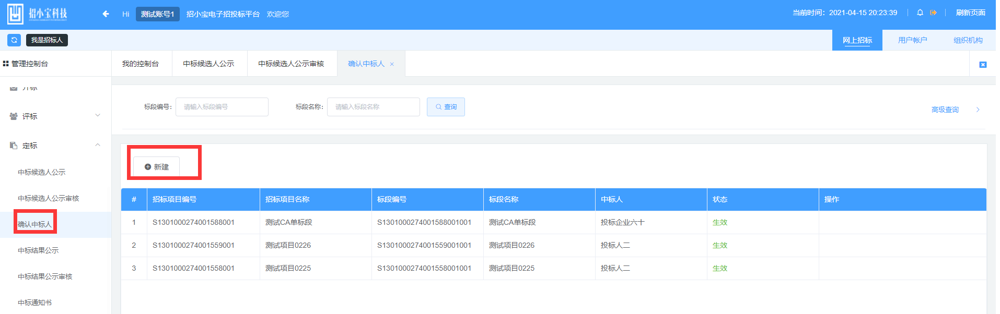 招小宝科技
Hi 测试账号1 招小宝电子招投标平台 欢迎您
当前时间：2021-04-15 20:23:39
刷新页面
我是招标人
网上招标 用户帐户 组织机构
管理控制台
我的控制台 中标候选人公示 中标候选人公示审核 确认中标人 ×
开标
评标
定标
中标候选人公示
中标候选人公示审核
确认中标人
中标结果公示
中标结果公示审核
中标通知书
标段编号： 请输入标段编号 标段名称： 请输入标段名称 查询
高级查询
新建
# 招标项目编号 招标项目名称 标段编号 标段名称 中标人 状态 操作
1 S1301000274001588001 测试CA单标段 S1301000274001588001001 测试CA单标段 投标企业六十 生效
2 S1301000274001559001 测试项目0226 S1301000274001559001001 测试项目0226 投标人二 生效
3 S1301000274001558001 测试项目0225 S1301000274001558001001 测试项目0225 投标人二 生效